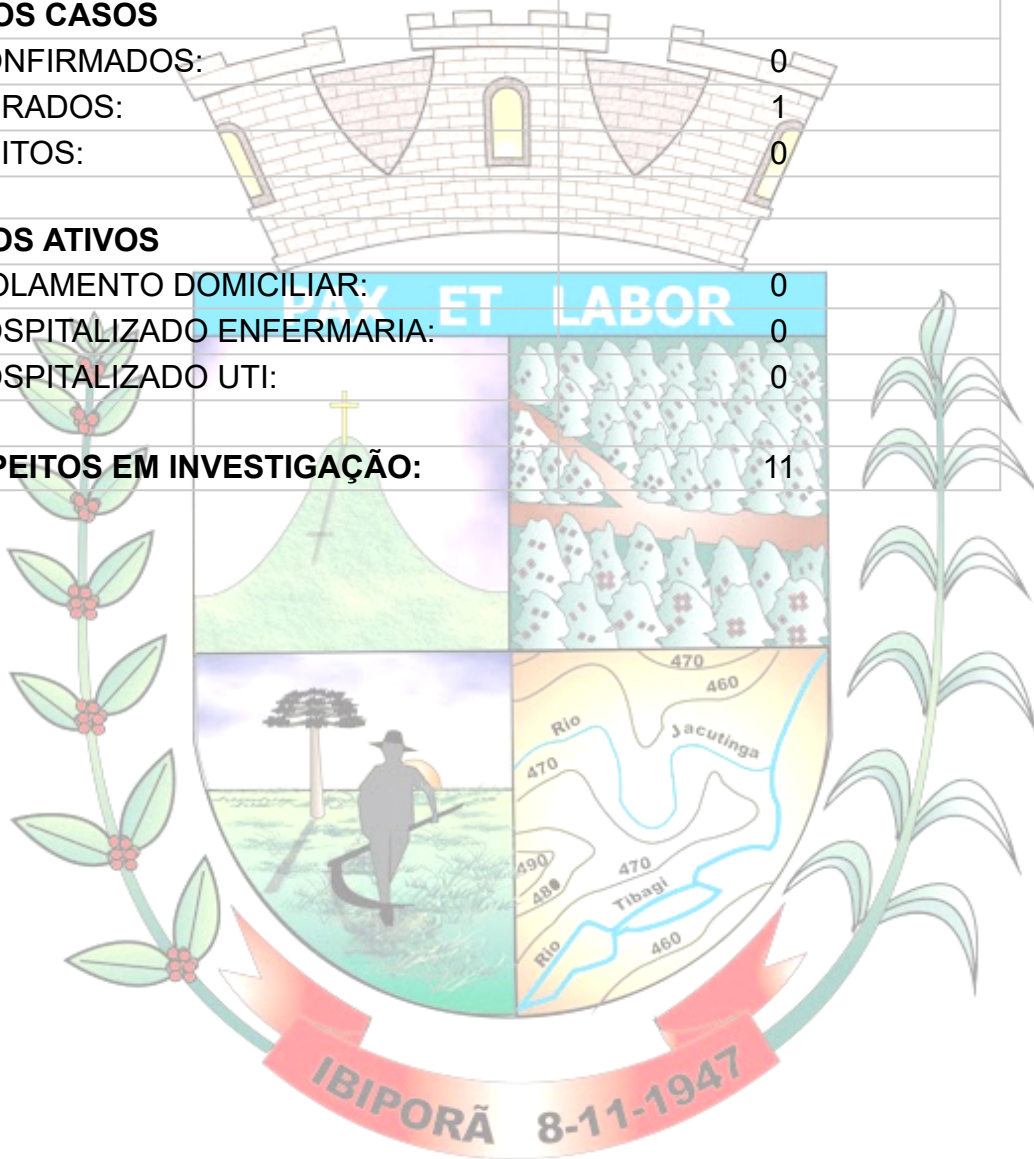 OS CASOS
ONFIRMADOS: 0
RADOS: 1
ITOS: 0
OS ATIVOS
OLAMENTO DOMICILIAR: 0
OSPITALIZADO ENFERMARIA: 0
OSPITALIZADO UTI: 0
PEITOS EM INVESTIGAÇÃO: 11
PAX ET LABOR
470
460
Rio Jacutinga
470
490
480
470
Rio Tibagi
460
IBIPORÃ 8-11-1947